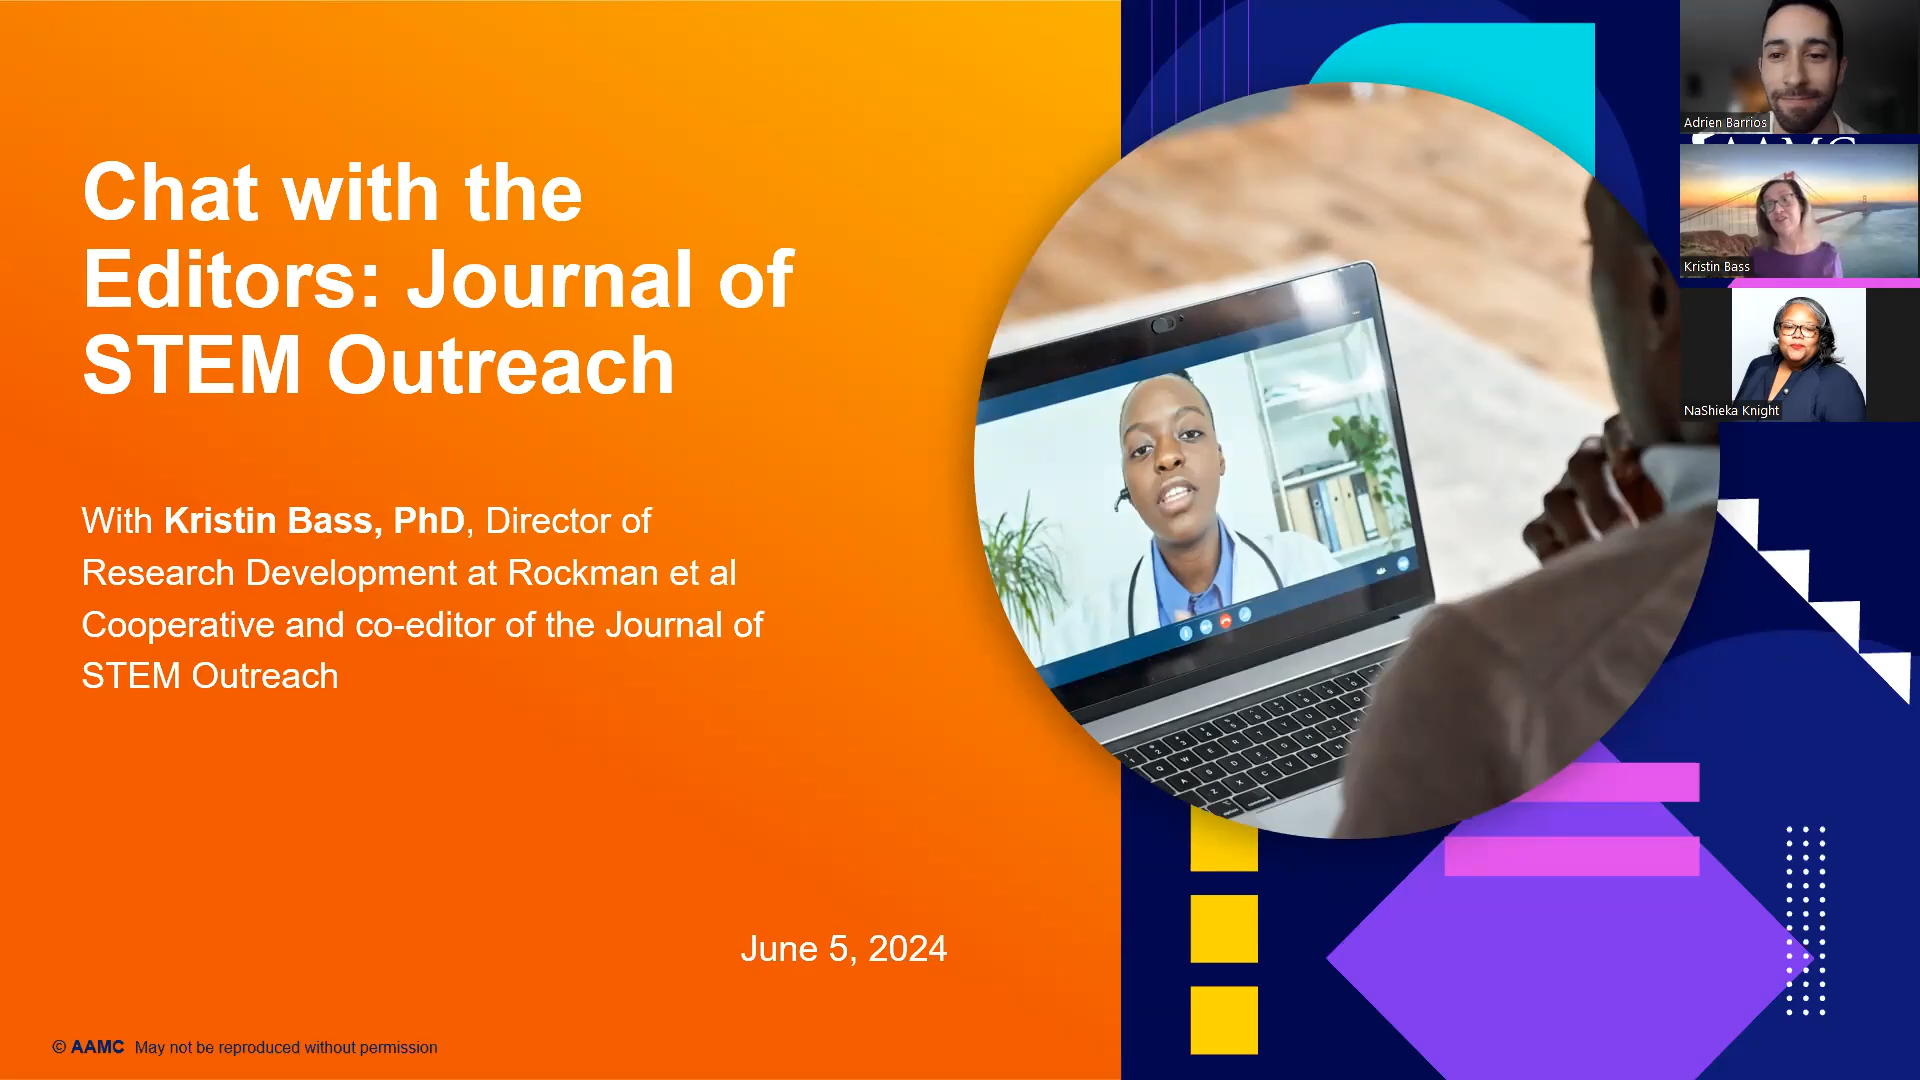 Chat with the
Editors: Journal of
STEM Outreach
With Kristin Bass, PhD, Director of
Research Development at Rockman et al
Cooperative and co-editor of the Journal of
STEM Outreach
June 5, 2024
© AAMC May not be reproduced without permission
Adrien Barrios
AAMC
Kristin Bass
NaShieka Knight